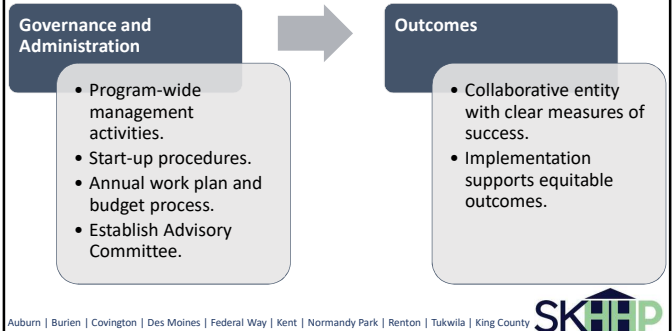 Governance and
Administration
• Program-wide
management
activities.
• Start-up procedures.
• Annual work plan and
budget process.
• Establish Advisory
Committee.
Outcomes
• Collaborative entity
with clear measures of
success.
• Implementation
supports equitable
outcomes.
Auburn | Burien | Covington | Des Moines | Federal Way | Kent | Normandy Park | Renton | Tukwila | King County
SKHHP